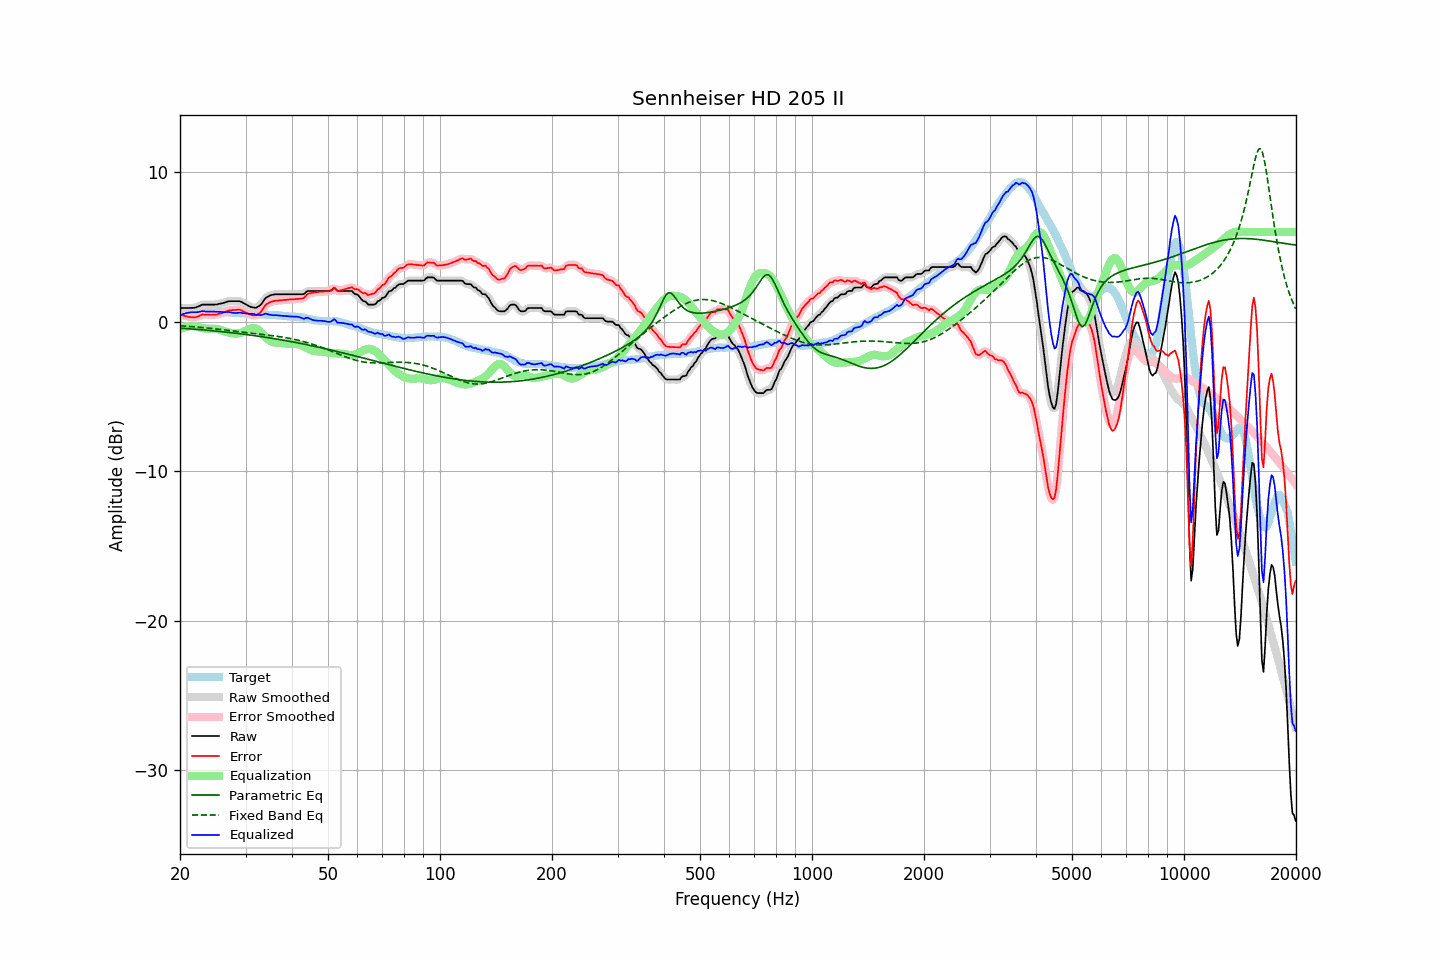 Sennheiser HD 205 II
Amplitude (dBr)
10
0
−10
−20
−30
Target
Raw Smoothed
Error Smoothed
Raw
Error
Equalization
Parametric Eq
Fixed Band Eq
Equalized
20 50 100 200 500 1000 2000 5000 10000 20000
Frequency (Hz)